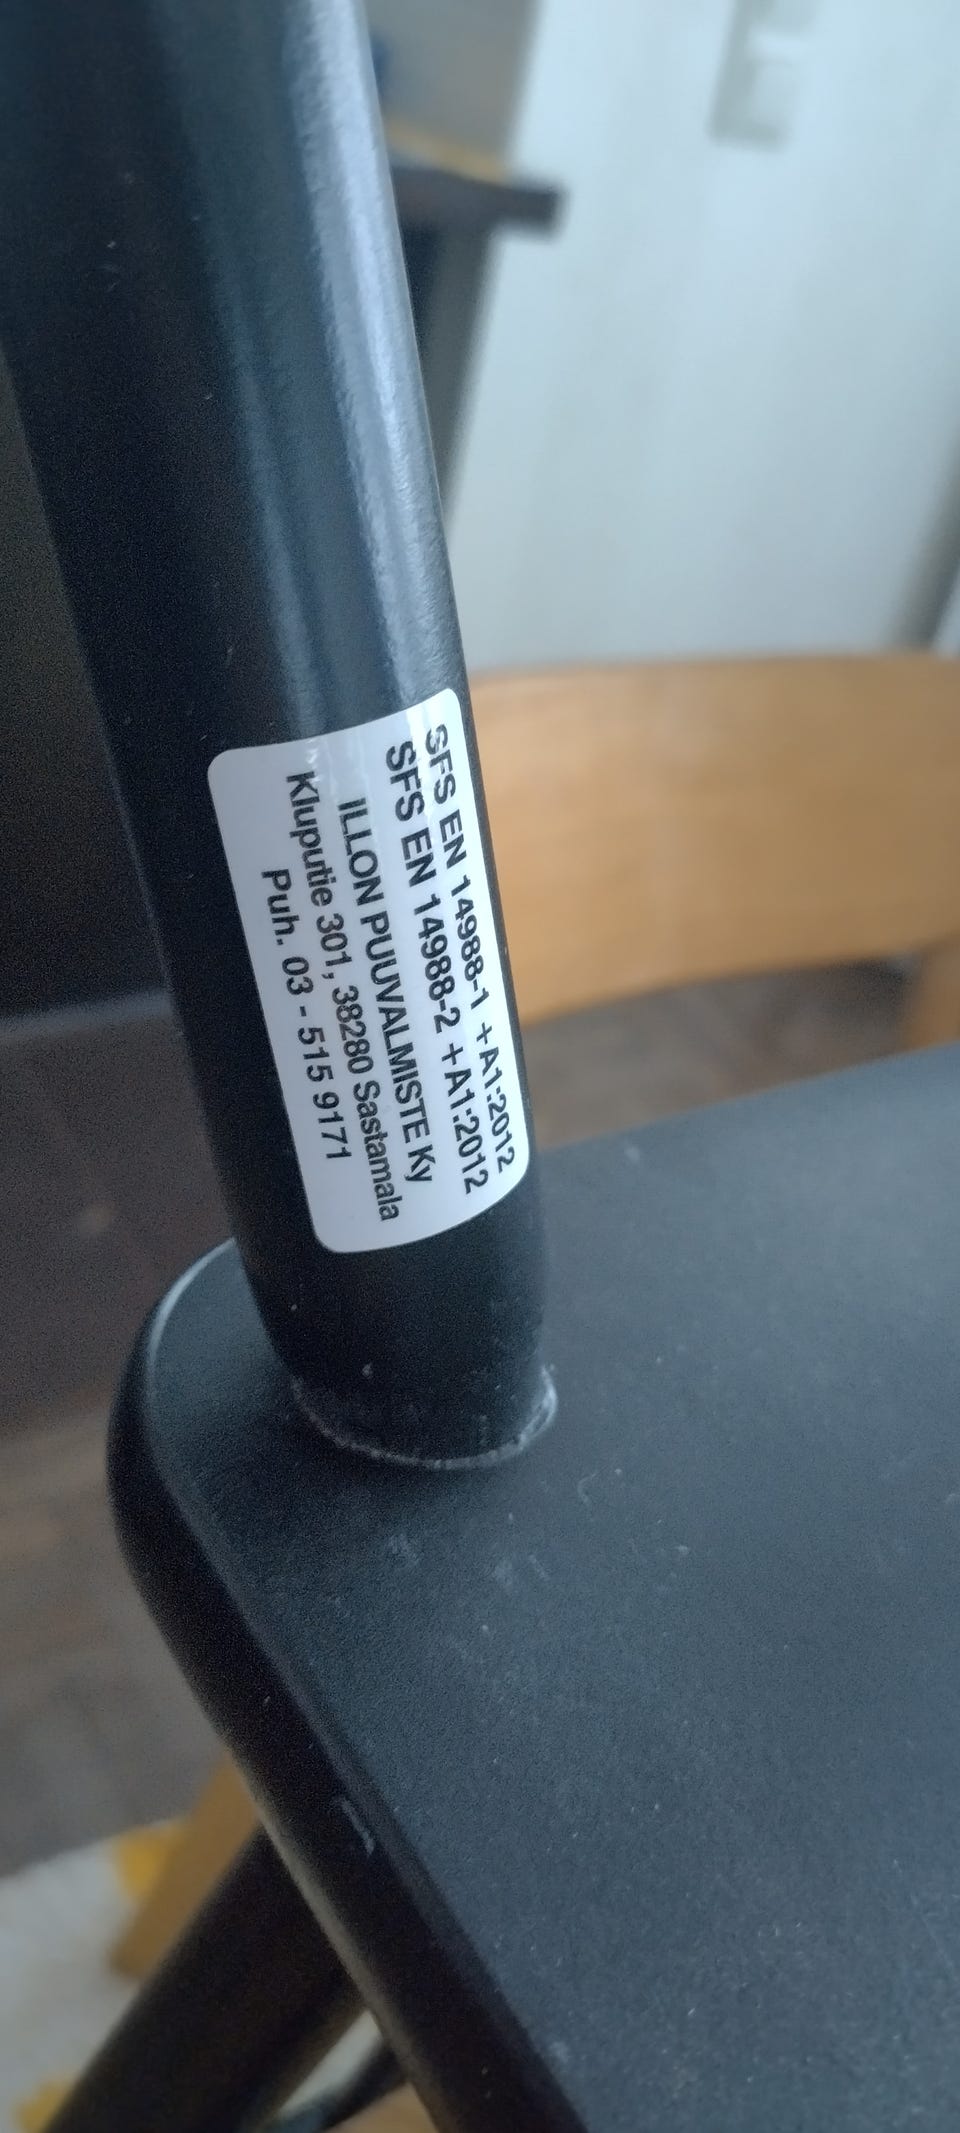 SFS EN 14988-1 +A1:2012
SFS EN 14988-2 +A1:2012
ILLON PUUVALMISTE Ky
Kluputie 301, 38280 Sastamala
Puh. 03 - 515 9171